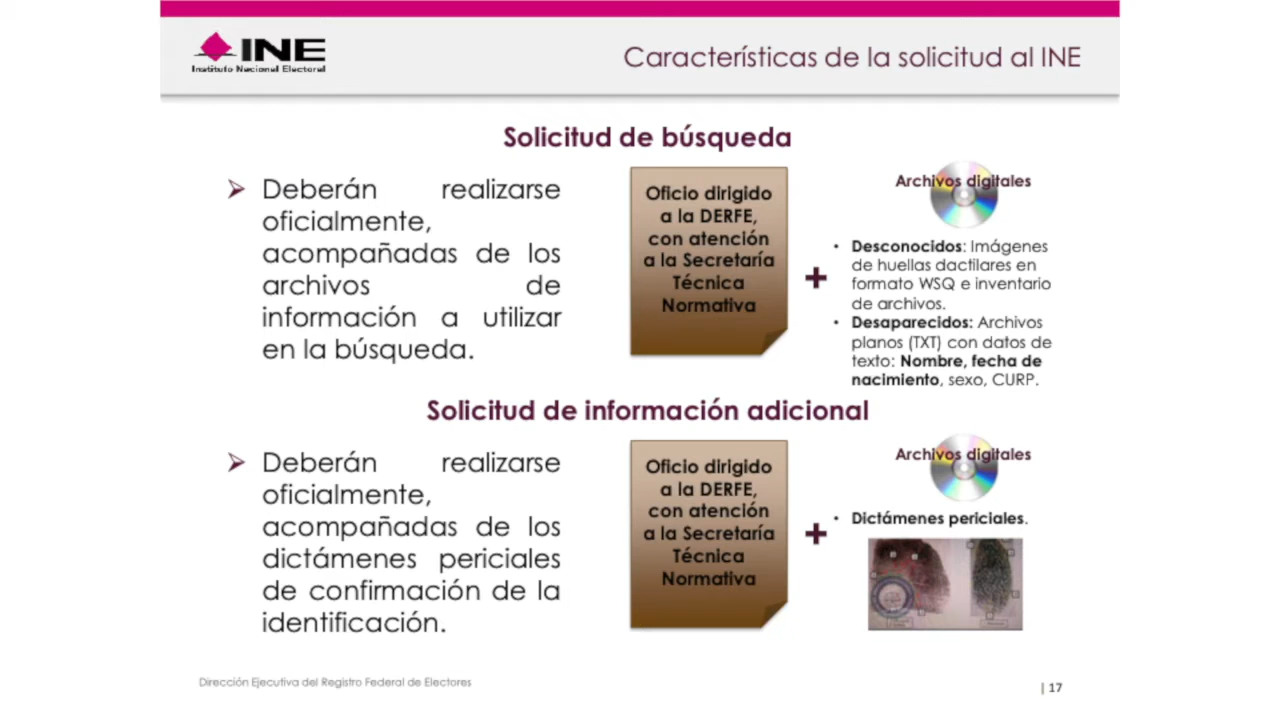 INE
Instituto Nacional Electoral
Características de la solicitud al INE
Solicitud de búsqueda
Deberán realizarse
oficialmente,
acompañadas de los
archivos de
información a utilizar
en la búsqueda.
Oficio dirigido
a la DERFE,
con atención
a la Secretaría
Técnica
Normativa
+
Archivos digitales
• Desconocidos: Imágenes
de huellas dactilares en
formato WSQ e inventario
de archivos.
• Desaparecidos: Archivos
planos (TXT) con datos de
texto: Nombre, fecha de
nacimiento, sexo, CURP.
Solicitud de información adicional
Deberán realizarse
oficialmente,
acompañadas de los
dictámenes periciales
de confirmación de la
identificación.
Oficio dirigido
a la DERFE,
con atención
a la Secretaría
Técnica
Normativa
+
Archivos digitales
• Dictámenes periciales.
Dirección Ejecutiva del Registro Federal de Electores
| 17